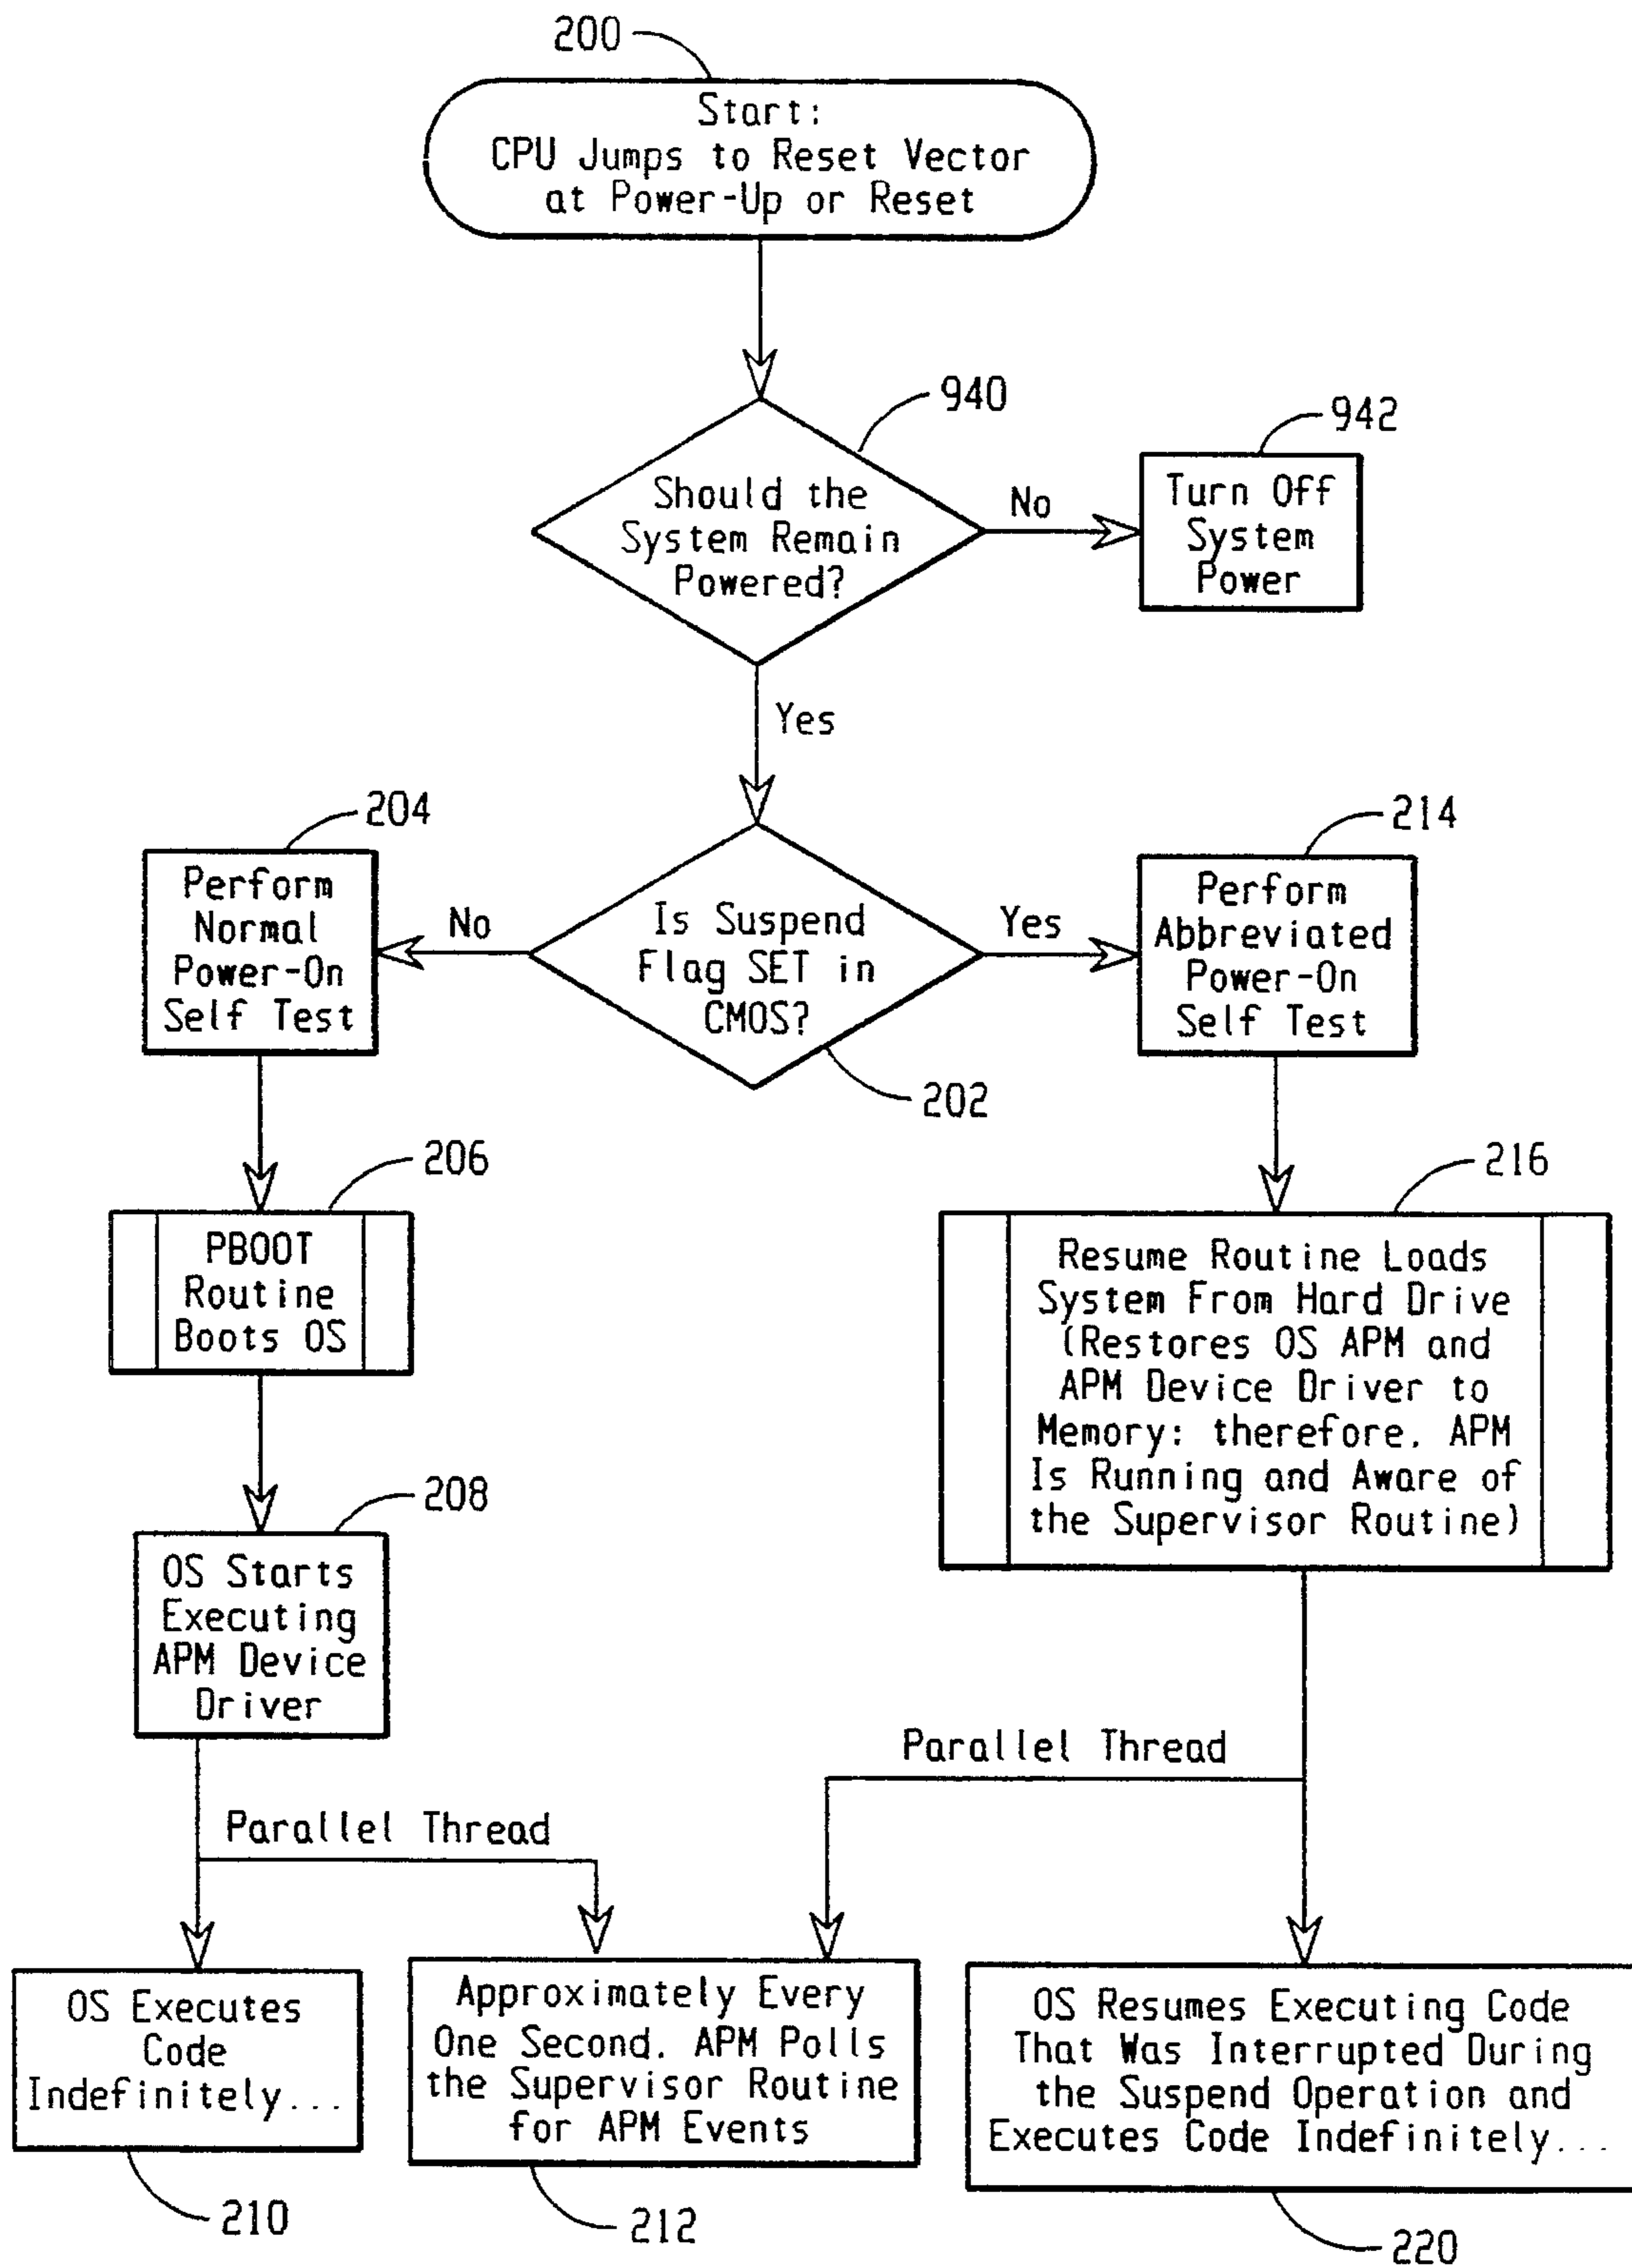 200
Start:
CPU Jumps to Reset Vector
at Power-Up or Reset
940
942
Should the
System Remain
Powered?
No
Turn Off
System
Power
Yes
204
214
Perform
Normal
Power-On
Self Test
No
Is Suspend
Flag SET in
CMOS?
Yes
Perform
Abbreviated
Power-On
Self Test
202
206
216
PBOOT
Routine
Boots OS
Resume Routine Loads
System From Hard Drive
(Restores OS APM and
APM Device Driver to
Memory: therefore. APM
Is Running and Aware of
the Supervisor Routine)
208
OS Starts
Executing
APM Device
Driver
Parallel Thread
Parallel Thread
OS Executes
Code
Indefinitely...
Approximately Every
One Second. APM Polls
the Supervisor Routine
for APM Events
OS Resumes Executing Code
That Was Interrupted During
the Suspend Operation and
Executes Code Indefinitely...
210
212
220